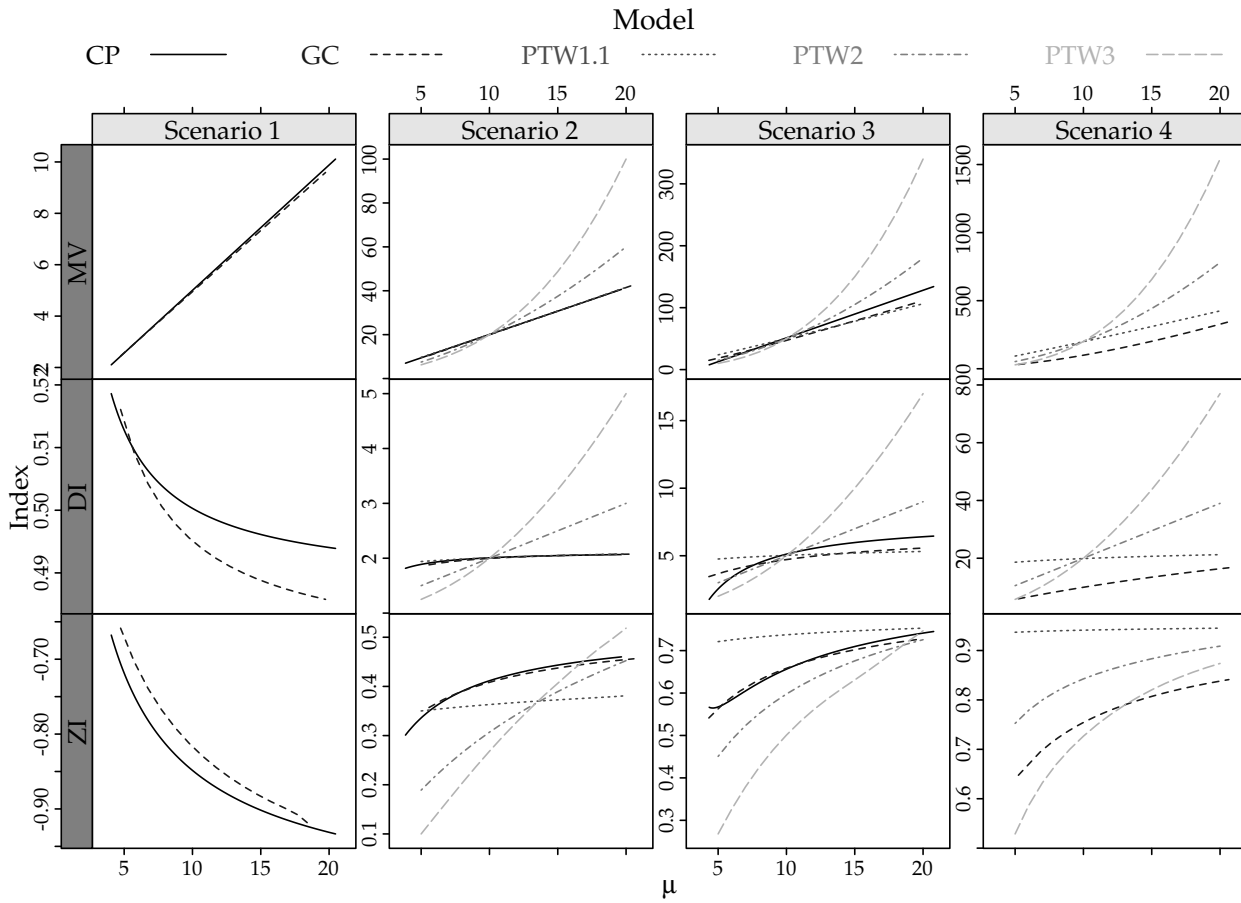 Model
CP GC PTW1.1 PTW2 PTW3
5 10 15 20 5 10 15 20
Scenario 1 Scenario 2 Scenario 3 Scenario 4
Index
MV
2 4 6 8 10
20 40 60 80 100
0 100 200 300
0 500 1000 1500
DI
0.49 0.50 0.51 0.52
1 2 3 4 5
5 10 15
20 40 60 80
ZI
-0.90 -0.80 -0.70
0.1 0.2 0.3 0.4 0.5
0.3 0.4 0.5 0.6 0.7
0.6 0.7 0.8 0.9
5 10 15 20 5 10 15 20
μ